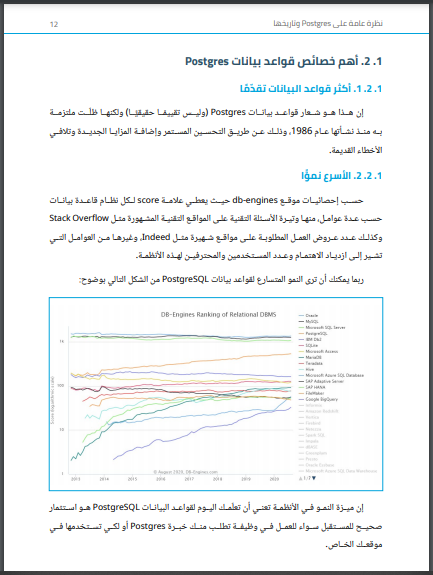 نظرة عامة على Postgres وتاريخها
12
1. 2. أهم خصائص قواعد بيانات Postgres
1. 2. 1. أكثر قواعد البيانات تقدّمًا
إن هذا هو شعار قواعد بيانات Postgres (وليس تقييمًا حقيقيًا) ولكنها ظلّت ملتزمة
به منذ نشأتها عام 1986، وذلك عن طريق التحسين المستمر وإضافة المزايا الجديدة وتلافي
الأخطاء القديمة.
1. 2. 2. الأسرع نموًّا
حسب إحصائيات موقع db-engines حيث يعطي علامة score لكل نظام قاعدة بيانات
حسب عدة عوامل، منها وتيرة الأسئلة التقنية على المواقع التقنية المشهورة مثل Stack Overflow
وكذلك عدد عروض العمل المطلوبة على مواقع شهيرة مثل Indeed، وغيرها من العوامل التي
تشير إلى ازدياد الاهتمام وعدد المستخدمين والمحترفين لهذه الأنظمة.
ربما يمكنك أن ترى النمو المتسارع لقواعد بيانات PostgreSQL من الشكل التالي بوضوح:
DB-Engines Ranking of Relational DBMS
Oracle
MySQL
Microsoft SQL Server
PostgreSQL
IBM Db2
SQLite
Microsoft Access
MariaDB
Teradata
Hive
Microsoft Azure SQL Database
SAP Adaptive Server
SAP HANA
FileMaker
Google BigQuery
1k
100
10
1
2013 2014 2015 2016 2017 2018 2019 2020
© August 2020, DB-Engines.com
إن ميزة النمو في الأنظمة تعني أن تعلّمك اليوم لقواعد البيانات PostgreSQL هو استثمار
صحيح للمستقبل سواء للعمل في وظيفة تطلب منك خبرة Postgres أو لكي تستخدمها في
موقعك الخاص.